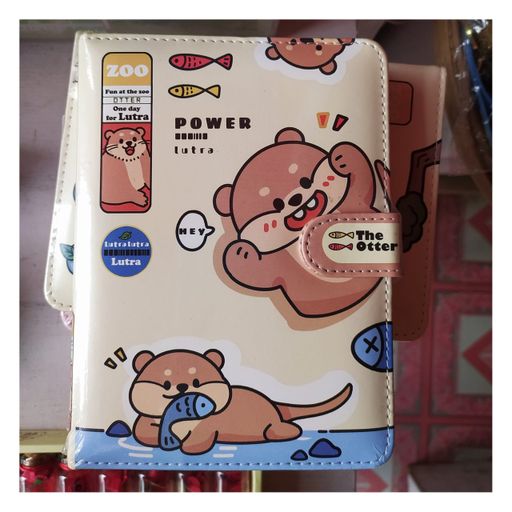 ZOO
Fun at the zoo
OTTER
One day
for Lutra
POWER
lutra
HEY
The
Otter
Lutra lutra
Lutra